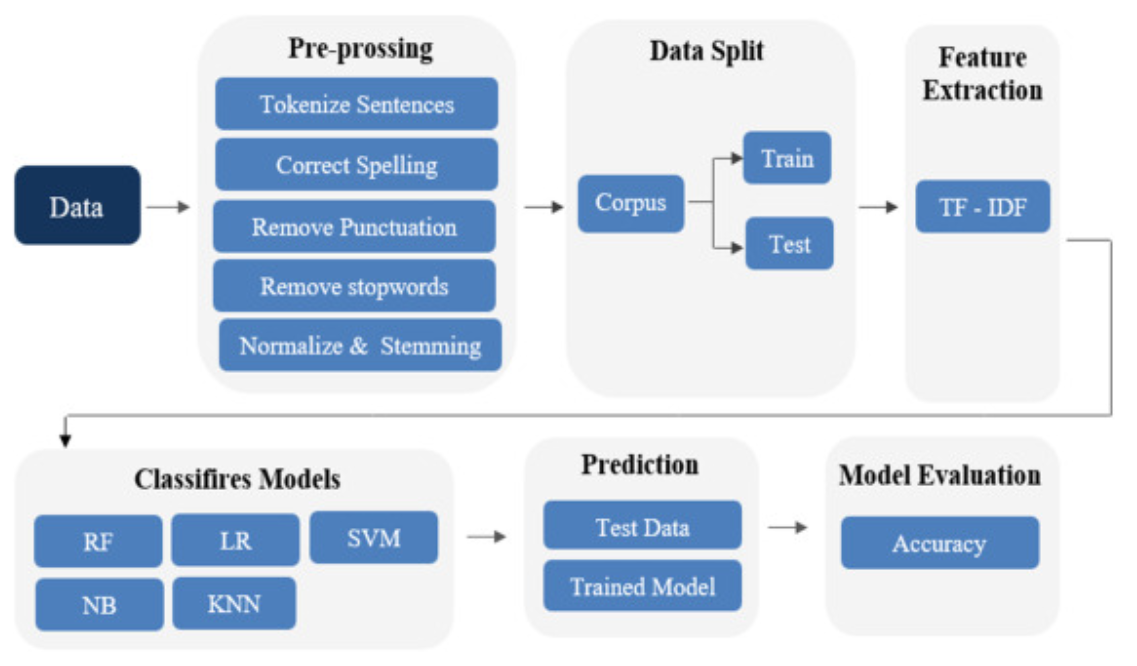 Data
Pre-prossing
Tokenize Sentences
Correct Spelling
Remove Punctuation
Remove stopwords
Normalize & Stemming
Data Split
Corpus
Train
Test
Feature
Extraction
TF - IDF
Classifires Models
RF
LR
SVM
NB
KNN
Prediction
Test Data
Trained Model
Model Evaluation
Accuracy